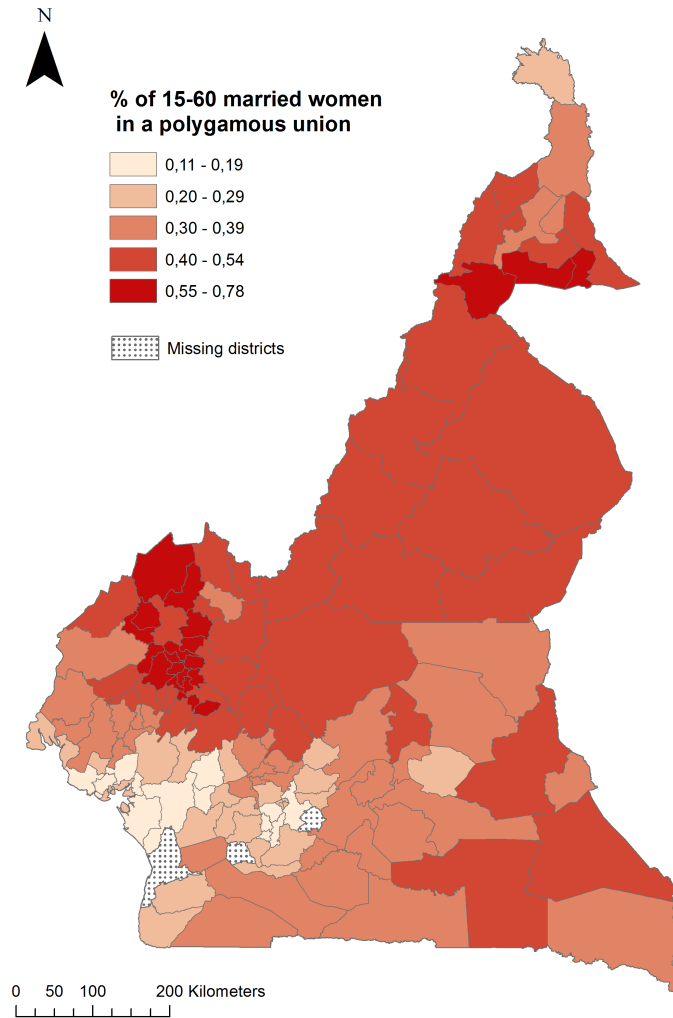 N
% of 15-60 married women
in a polygamous union
0,11 - 0,19
0,20 - 0,29
0,30 - 0,39
0,40 - 0,54
0,55 - 0,78
Missing districts
0 50 100 200 Kilometers